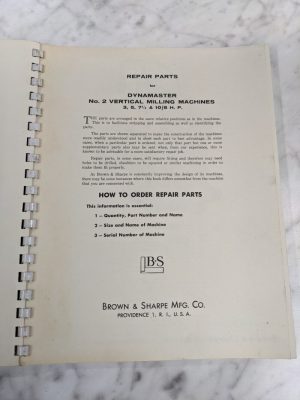 REPAIR PARTS
for
DYNAMASTER
No. 2 VERTICAL MILLING MACHINES
3, 5, 7½ & 10/5 H. P.
THE parts are arranged in the same relative positions as in the machines.
This is to facilitate stripping and assembling as well as identifying the
parts.
The parts are shown separated to make the construction of the machines
more readily understood and to show each part to best advantage. In some
cases, when a particular part is ordered, not only that part but one or more
supplementary parts also may be sent when, from our experience, this is
known to be advisable for a more satisfactory repair job.
Repair parts, in some cases, will require fitting and therefore may need
holes to be drilled, shoulders to be squared or similar machining in order to
make them fit properly.
As Brown & Sharpe is constantly improving the design of its machines,
there may be some instances where this book differs somewhat from the machine
that you are concerned with.
HOW TO ORDER REPAIR PARTS
This information is essential:
1 – Quantity, Part Number and Name
2 – Size and Name of Machine
3 – Serial Number of Machine
B&S
BROWN & SHARPE MFG. CO.
PROVIDENCE 1, R. I., U. S. A.